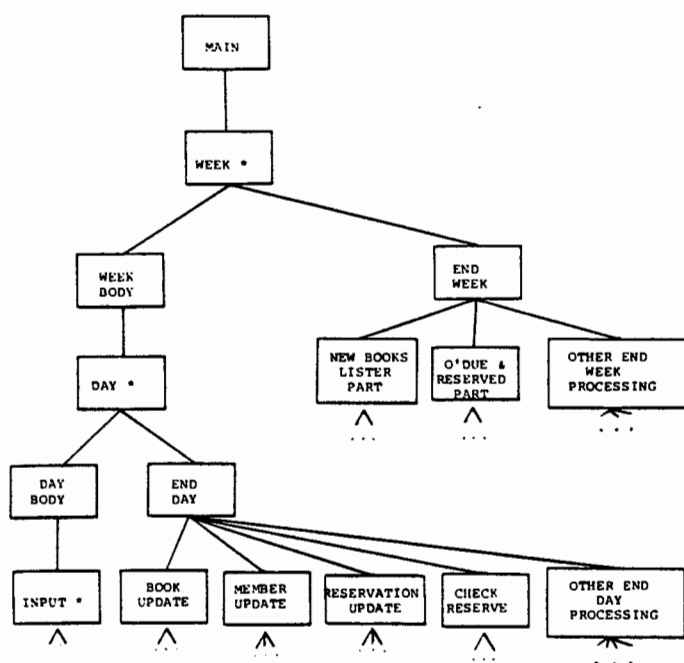 MAIN
WEEK *
WEEK
BODY
END
WEEK
NEW BOOKS
LISTER
PART
O'DUE &
RESERVED
PART
OTHER END
WEEK
PROCESSING
...
...
...
DAY *
DAY
BODY
END
DAY
INPUT *
BOOK
UPDATE
MEMBER
UPDATE
RESERVATION
UPDATE
CHECK
RESERVE
OTHER END
DAY
PROCESSING
...
...
...
...
...
...